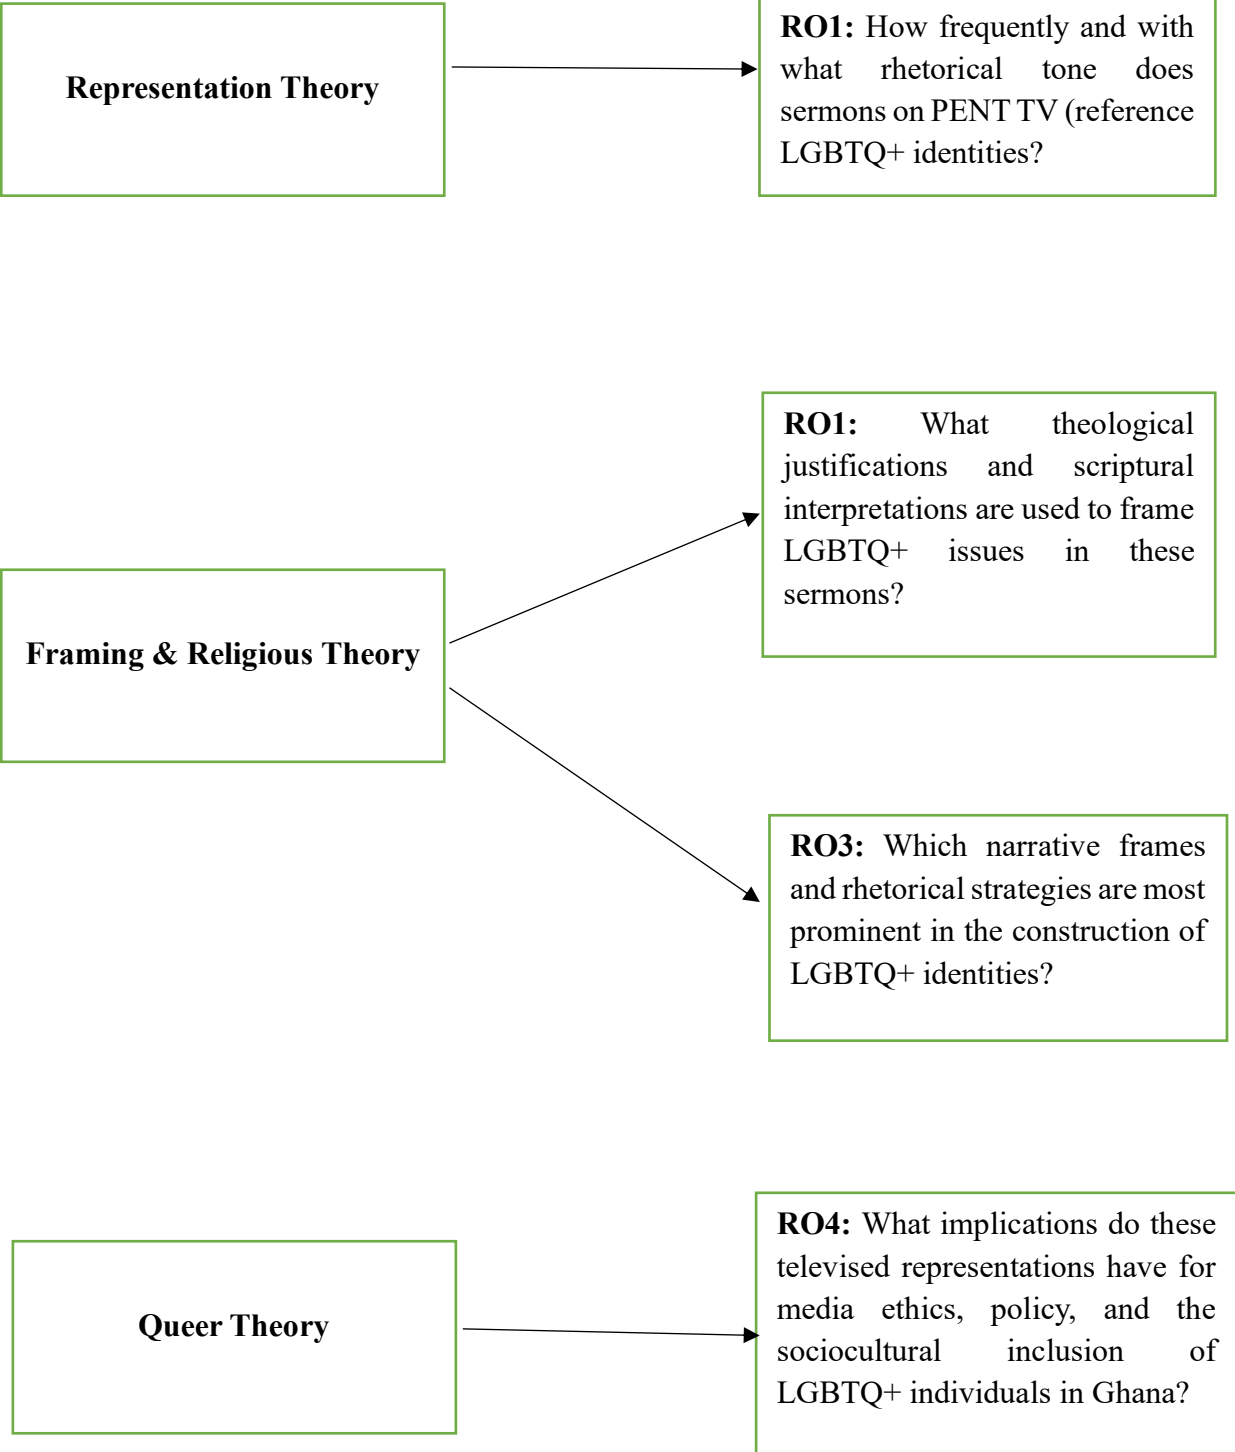 Representation Theory
RO1: How frequently and with
what rhetorical tone does
sermons on PENT TV (reference
LGBTQ+ identities?
RO1: What theological
justifications and scriptural
interpretations are used to frame
LGBTQ+ issues in these
sermons?
Framing & Religious Theory
RO3: Which narrative frames
and rhetorical strategies are most
prominent in the construction of
LGBTQ+ identities?
Queer Theory
RO4: What implications do these
televised representations have for
media ethics, policy, and the
sociocultural inclusion of
LGBTQ+ individuals in Ghana?